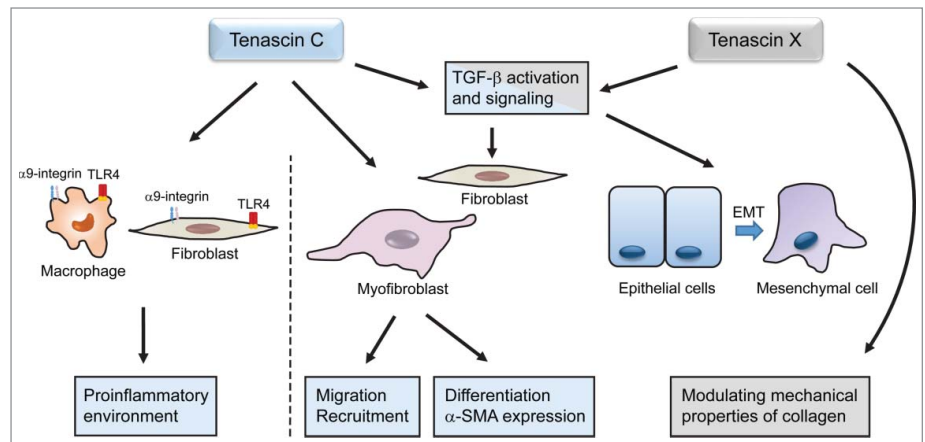 Tenascin C
Tenascin X
TGF-β activation
and signaling
α9-integrin TLR4
α9-integrin
TLR4
Macrophage
Fibroblast
Fibroblast
Myofibroblast
EMT
Epithelial cells
Mesenchymal cell
Proinflammatory
environment
Migration
Recruitment
Differentiation
α-SMA expression
Modulating mechanical
properties of collagen